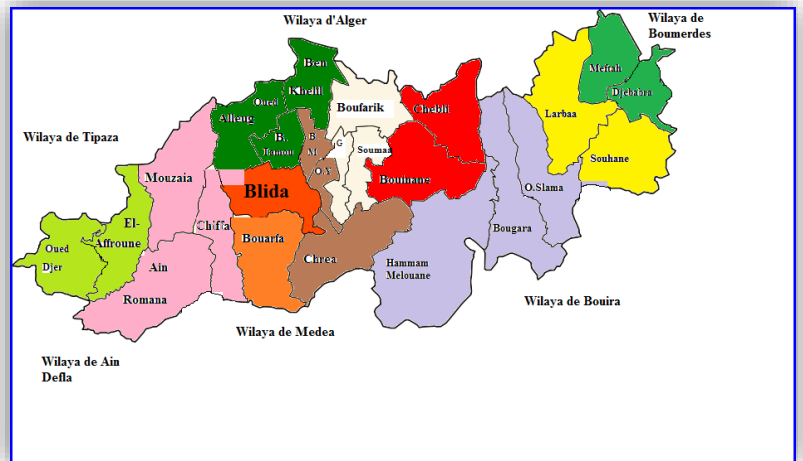 Wilaya d'Alger
Wilaya de
Boumerdes
Ben
Khelil
Oued
Alleug
B.
Tamou
Boufarik
Chebli
Meftah
Djebabra
Larbaa
Souhane
Wilaya de Tipaza
B
M
G
Soumaa
O.Y
Bouinane
Mouzaia
Blida
O.Slama
El-
Affroune
Chiffa
Bouarfa
Bougara
Oued
Djer
Ain
Romana
Chrea
Hammam
Melouane
Wilaya de Bouira
Wilaya de Medea
Wilaya de Ain
Defla